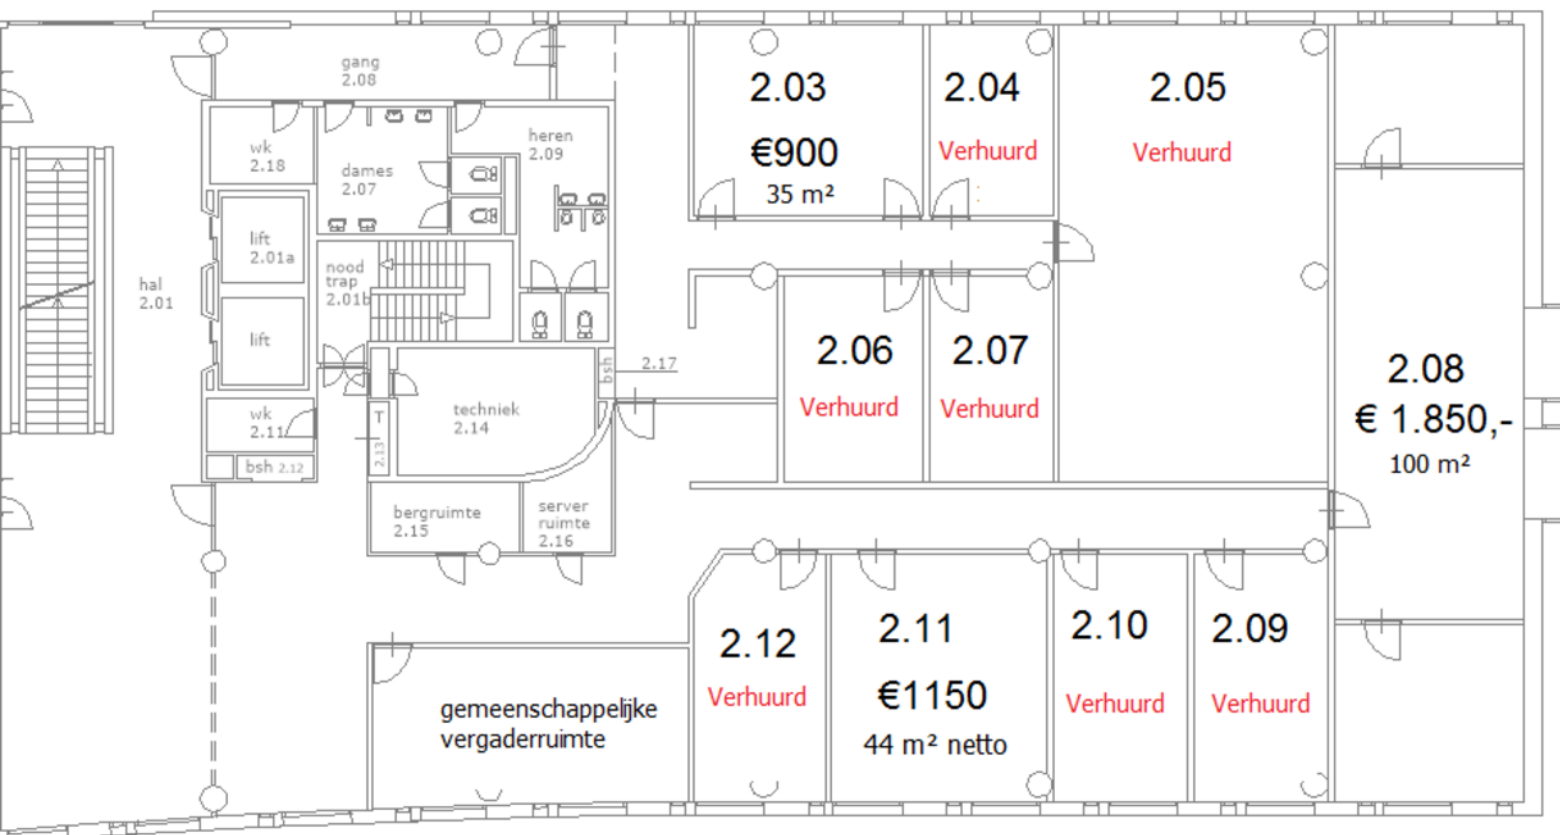 gang
2.08
wk
2.18
dames
2.07
heren
2.09
lift
2.01a
nood
trap
2.01b
hal
2.01
lift
wk
2.11
bsh 2.12
T
2.13
techniek
2.14
bsh
2.17
bergruimte
2.15
server
ruimte
2.16
2.03
€900
35 m²
2.04
Verhuurd
2.05
Verhuurd
2.06
Verhuurd
2.07
Verhuurd
2.08
€ 1.850,-
100 m²
2.12
Verhuurd
2.11
€1150
44 m² netto
2.10
Verhuurd
2.09
Verhuurd
gemeenschappelijke
vergaderruimte